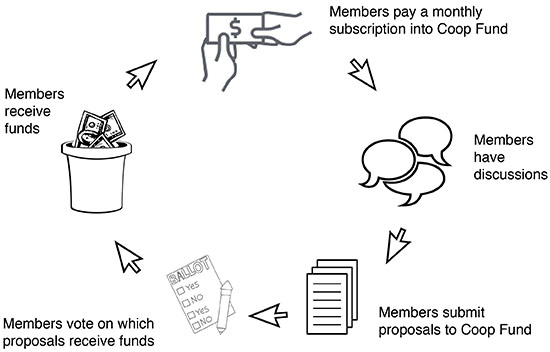 Members pay a monthly
subscription into Coop Fund
$
Members
receive
funds
Members
have
discussions
BALLOT
Yes
No
Yes
No
Members submit
proposals to Coop Fund
Members vote on which
proposals receive funds